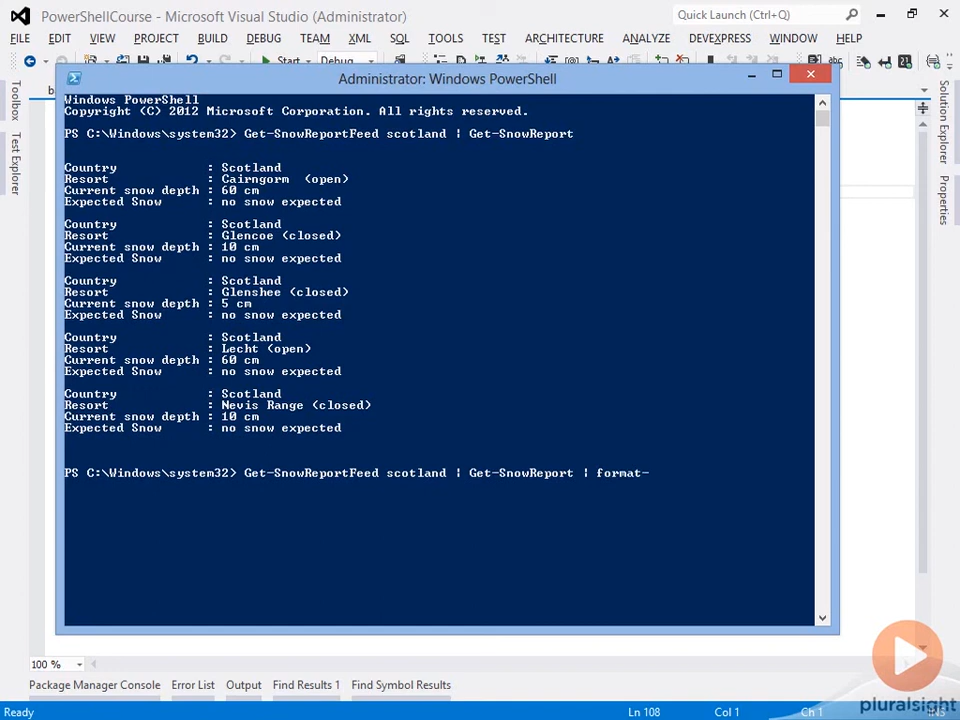 PowerShellCourse - Microsoft Visual Studio (Administrator)
Quick Launch (Ctrl+Q)
FILE EDIT VIEW PROJECT BUILD DEBUG TEAM XML SQL TOOLS TEST ARCHITECTURE ANALYZE DEVEXPRESS WINDOW HELP
Start Debug
Administrator: Windows PowerShell
Toolbox
Test Explorer
Solution Explorer
Properties
Windows PowerShell
Copyright (C) 2012 Microsoft Corporation. All rights reserved.
PS C:\Windows\system32> Get-SnowReportFeed scotland | Get-SnowReport
Country : Scotland
Resort : Cairngorm (open)
Current snow depth : 60 cm
Expected Snow : no snow expected
Country : Scotland
Resort : Glencoe (closed)
Current snow depth : 10 cm
Expected Snow : no snow expected
Country : Scotland
Resort : Glenshee (closed)
Current snow depth : 5 cm
Expected Snow : no snow expected
Country : Scotland
Resort : Lecht (open)
Current snow depth : 60 cm
Expected Snow : no snow expected
Country : Scotland
Resort : Nevis Range (closed)
Current snow depth : 10 cm
Expected Snow : no snow expected
PS C:\Windows\system32> Get-SnowReportFeed scotland | Get-SnowReport | format-
100 %
Package Manager Console Error List Output Find Results 1 Find Symbol Results
Ready Ln 108 Col 1 Ch 1 INS
pluralsight